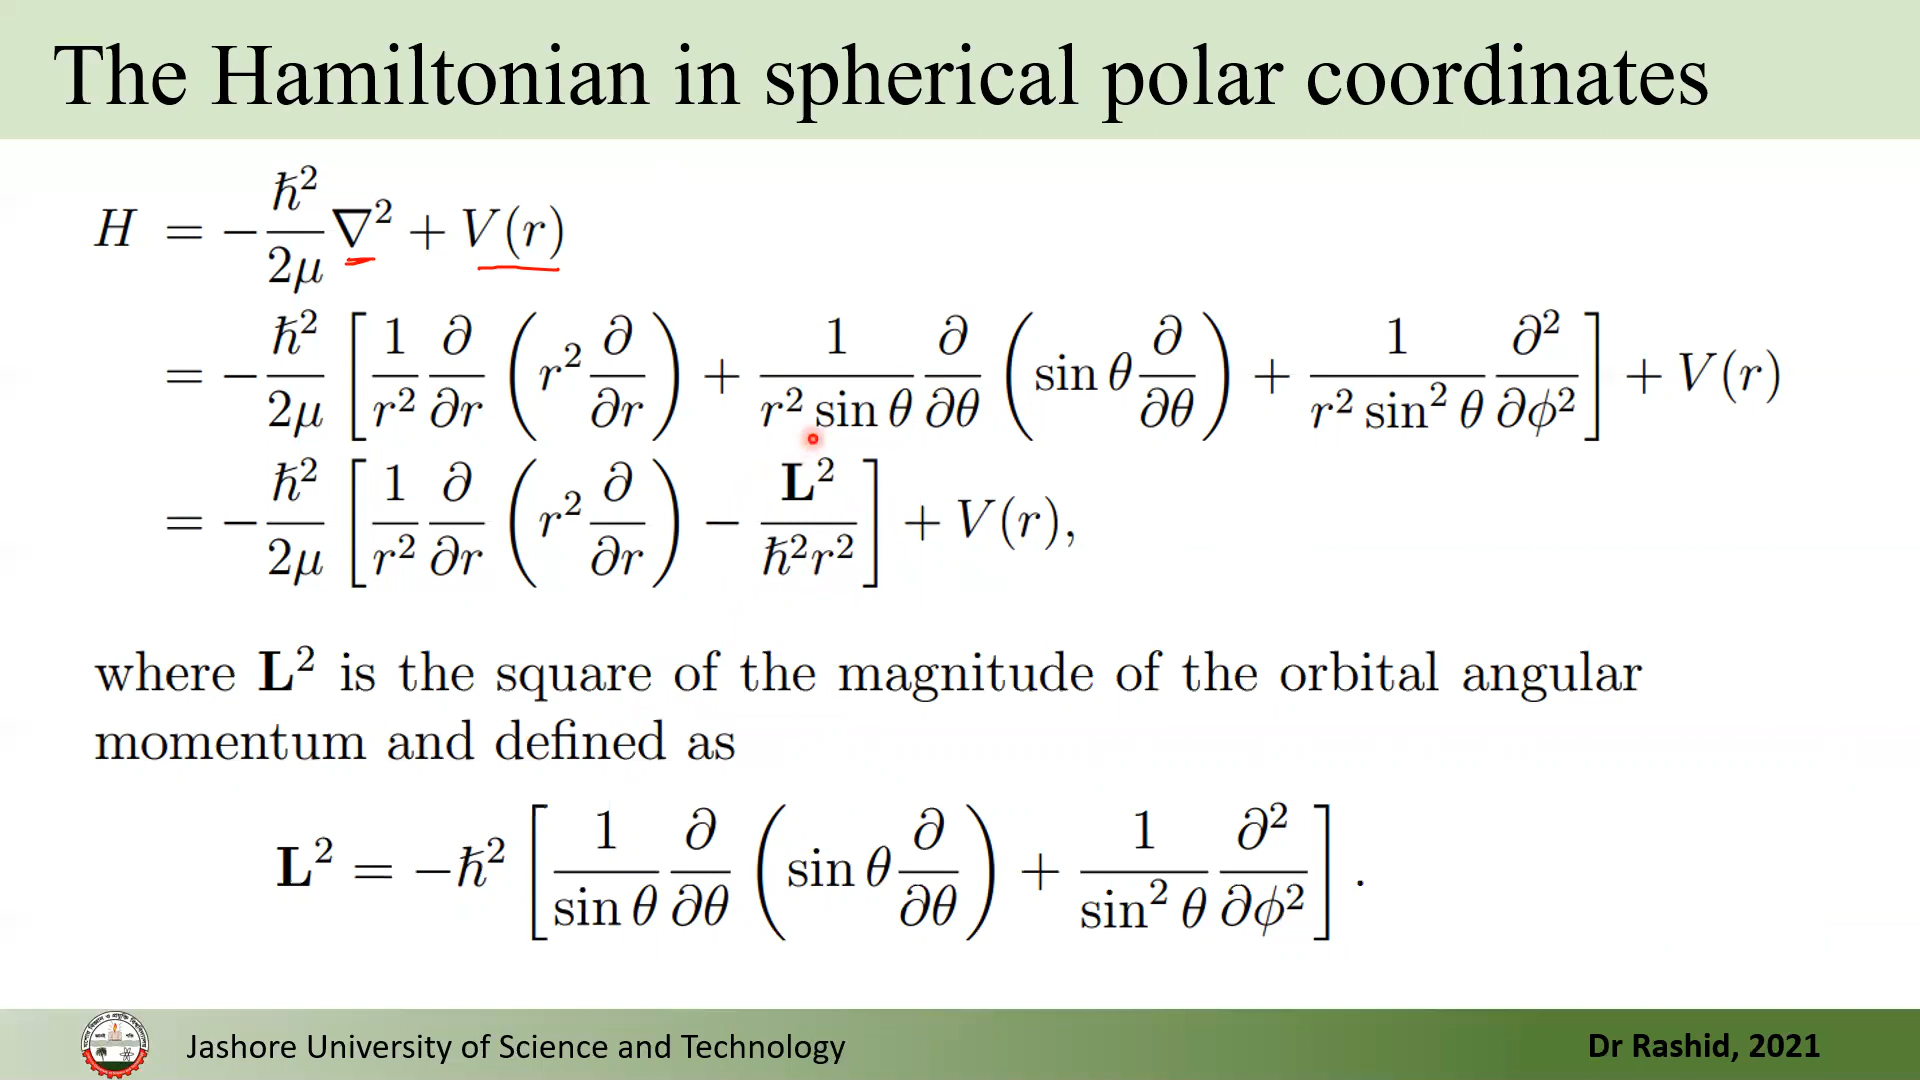 The Hamiltonian in spherical polar coordinates
H = −ℏ²/2μ ∇² + V(r)
= −ℏ²/2μ [1/r² ∂/∂r (r² ∂/∂r) + 1/(r² sin θ) ∂/∂θ (sin θ ∂/∂θ) + 1/(r² sin² θ) ∂²/∂ϕ²] + V(r)
= −ℏ²/2μ [1/r² ∂/∂r (r² ∂/∂r) − L²/(ℏ²r²)] + V(r),
where L² is the square of the magnitude of the orbital angular
momentum and defined as
L² = −ℏ² [1/sin θ ∂/∂θ (sin θ ∂/∂θ) + 1/sin² θ ∂²/∂ϕ²] .
Jashore University of Science and Technology
Dr Rashid, 2021